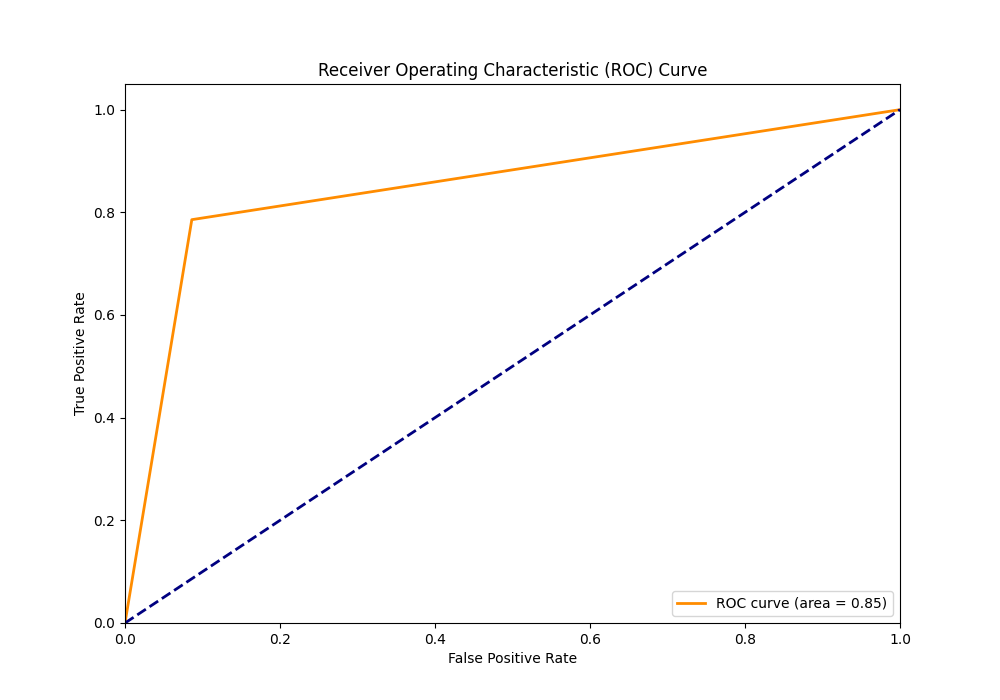 Receiver Operating Characteristic (ROC) Curve
True Positive Rate
1.0
0.8
0.6
0.4
0.2
0.0
0.0 0.2 0.4 0.6 0.8 1.0
False Positive Rate
ROC curve (area = 0.85)